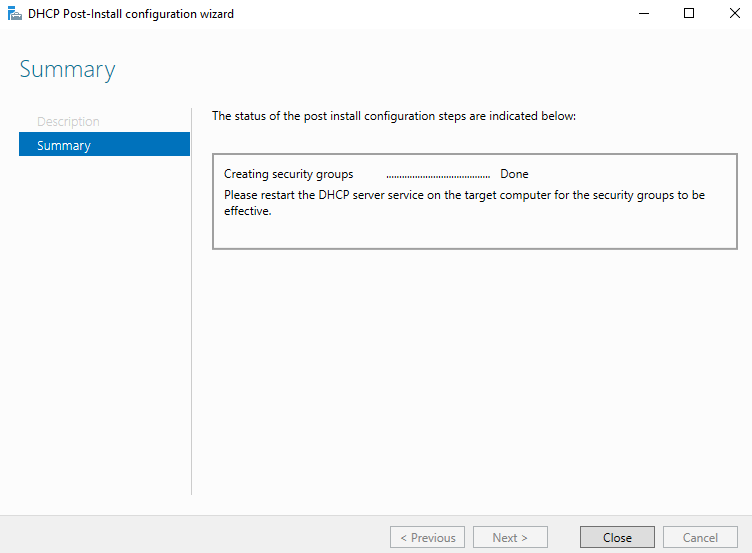 DHCP Post-Install configuration wizard
Summary
Description
Summary
The status of the post install configuration steps are indicated below:
Creating security groups ........................................ Done
Please restart the DHCP server service on the target computer for the security groups to be
effective.
< Previous Next > Close Cancel